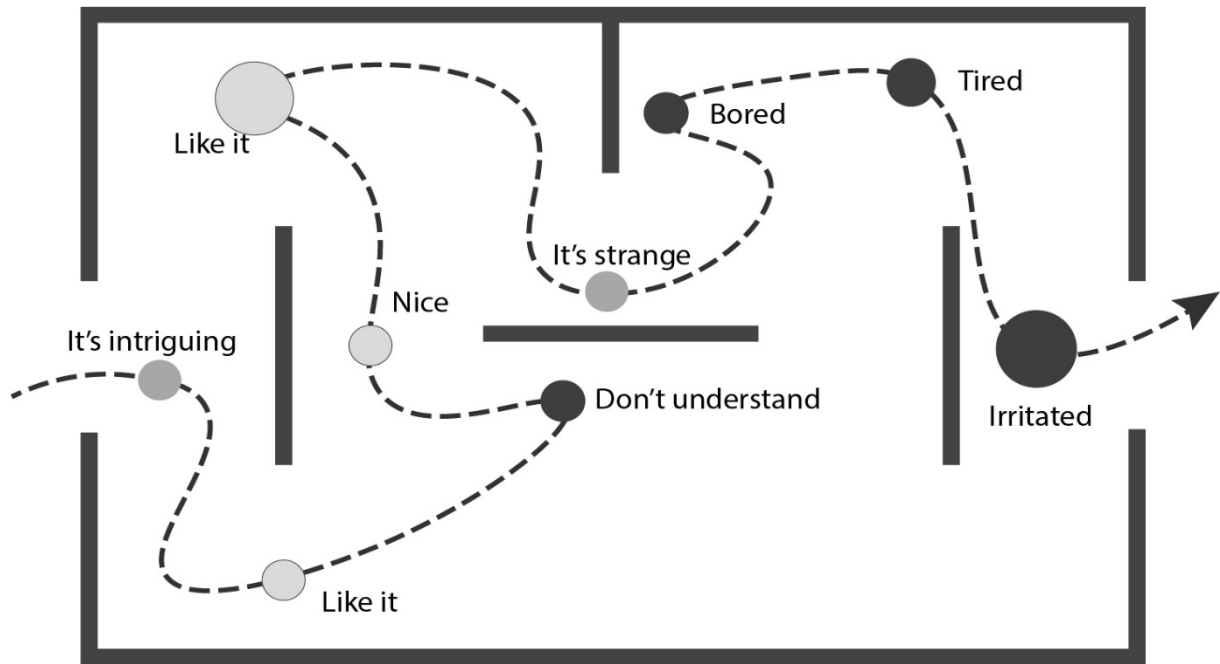 Like it
Bored
Tired
It’s strange
Nice
It’s intriguing
Don't understand
Irritated
Like it